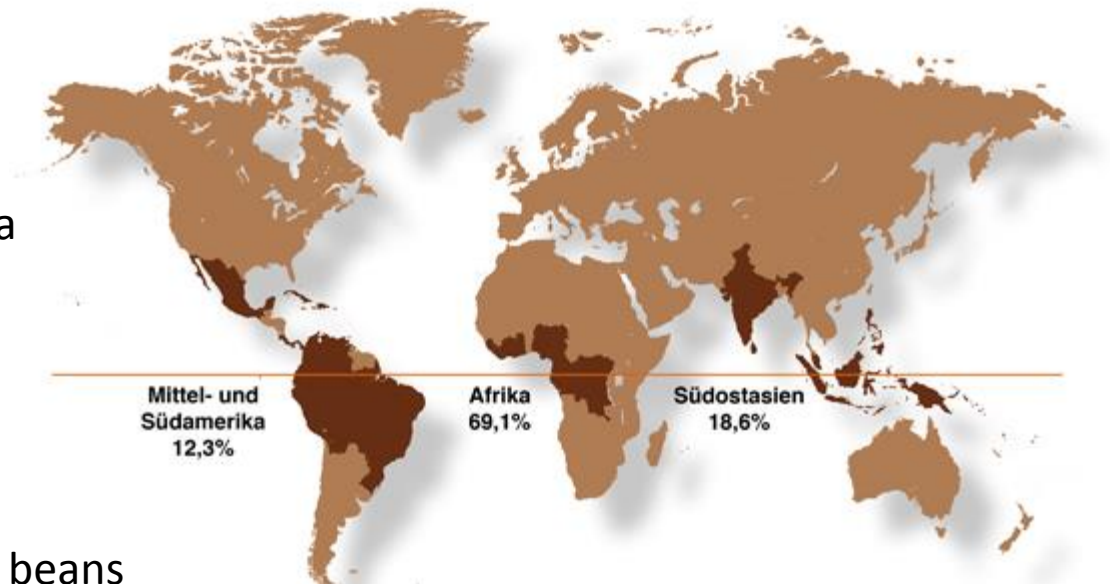 a
Mittel- und
Südamerika
12,3%
Afrika
69,1%
Südostasien
18,6%
beans